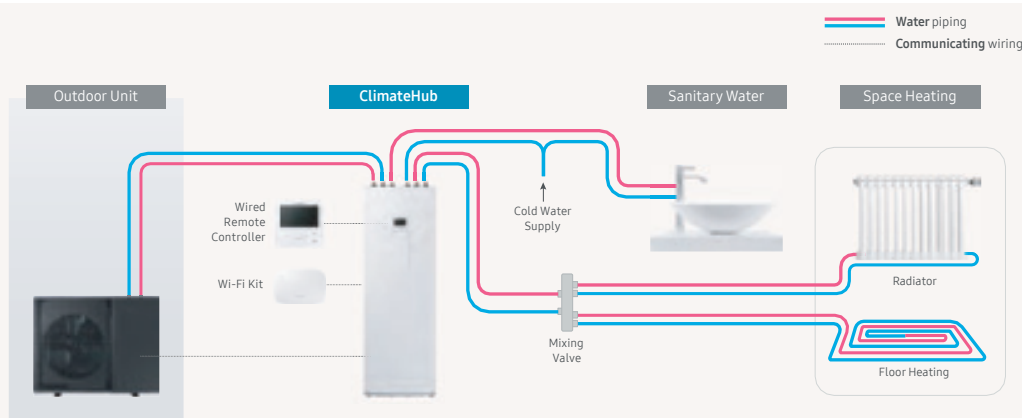 Water piping
Communicating wiring
Outdoor Unit
ClimateHub
Sanitary Water
Space Heating
Wired
Remote
Controller
Cold Water
Supply
Wi-Fi Kit
Radiator
Mixing
Valve
Floor Heating